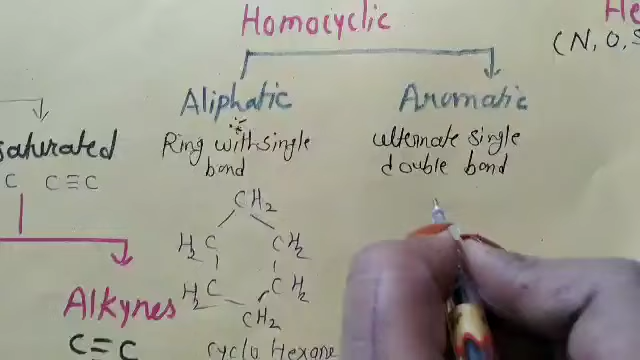 Homocyclic
He
(N, O, S
Aliphatic
Aromatic
Ring with single
bond
alternate single
double bond
saturated
C C≡C
CH2
H2C CH2
H2C CH2
CH2
Cyclo Hexane
Alkynes
C≡C